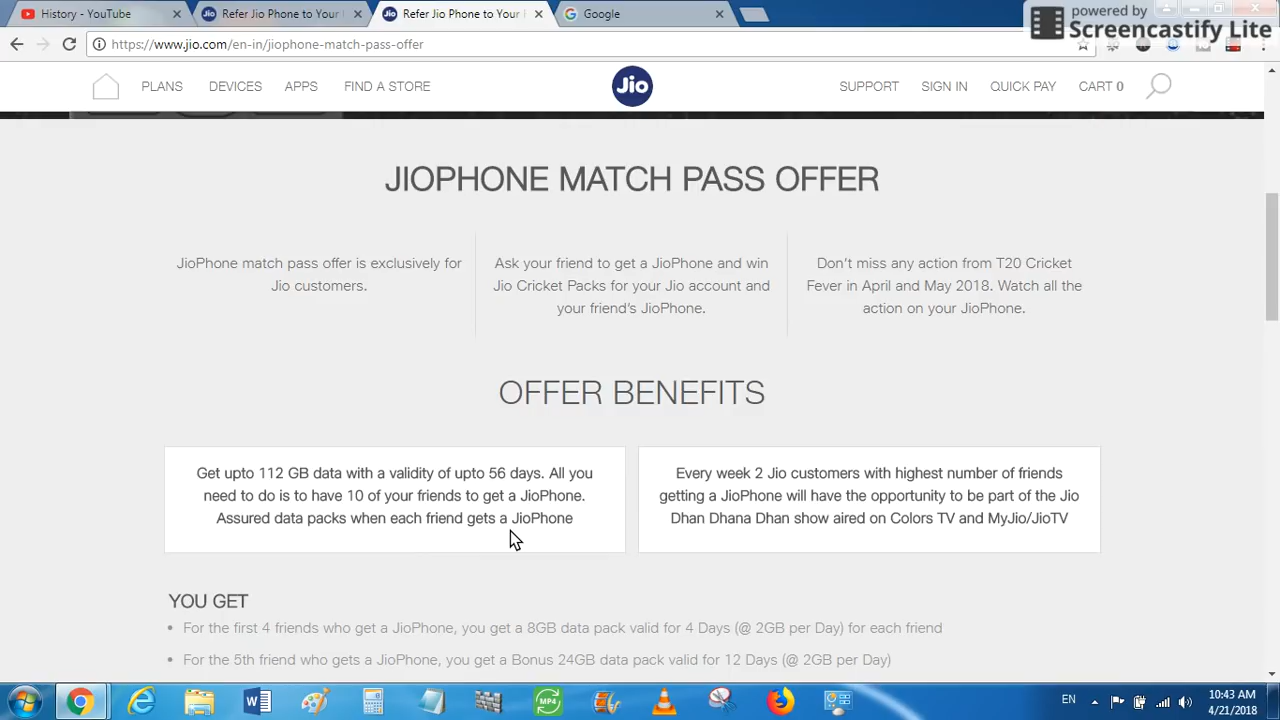 History - YouTube
Refer Jio Phone to Your
Refer Jio Phone to Your
Google
powered by
Screencastify Lite
https://www.jio.com/en-in/jiophone-match-pass-offer
PLANS DEVICES APPS FIND A STORE
Jio
SUPPORT SIGN IN QUICK PAY CART 0
JIOPHONE MATCH PASS OFFER
JioPhone match pass offer is exclusively for
Jio customers.
Ask your friend to get a JioPhone and win
Jio Cricket Packs for your Jio account and
your friend's JioPhone.
Don't miss any action from T20 Cricket
Fever in April and May 2018. Watch all the
action on your JioPhone.
OFFER BENEFITS
Get upto 112 GB data with a validity of upto 56 days. All you
need to do is to have 10 of your friends to get a JioPhone.
Assured data packs when each friend gets a JioPhone
Every week 2 Jio customers with highest number of friends
getting a JioPhone will have the opportunity to be part of the Jio
Dhan Dhana Dhan show aired on Colors TV and MyJio/JioTV
YOU GET
• For the first 4 friends who get a JioPhone, you get a 8GB data pack valid for 4 Days (@ 2GB per Day) for each friend
• For the 5th friend who gets a JioPhone, you get a Bonus 24GB data pack valid for 12 Days (@ 2GB per Day)
MP4
EN
10:43 AM
4/21/2018